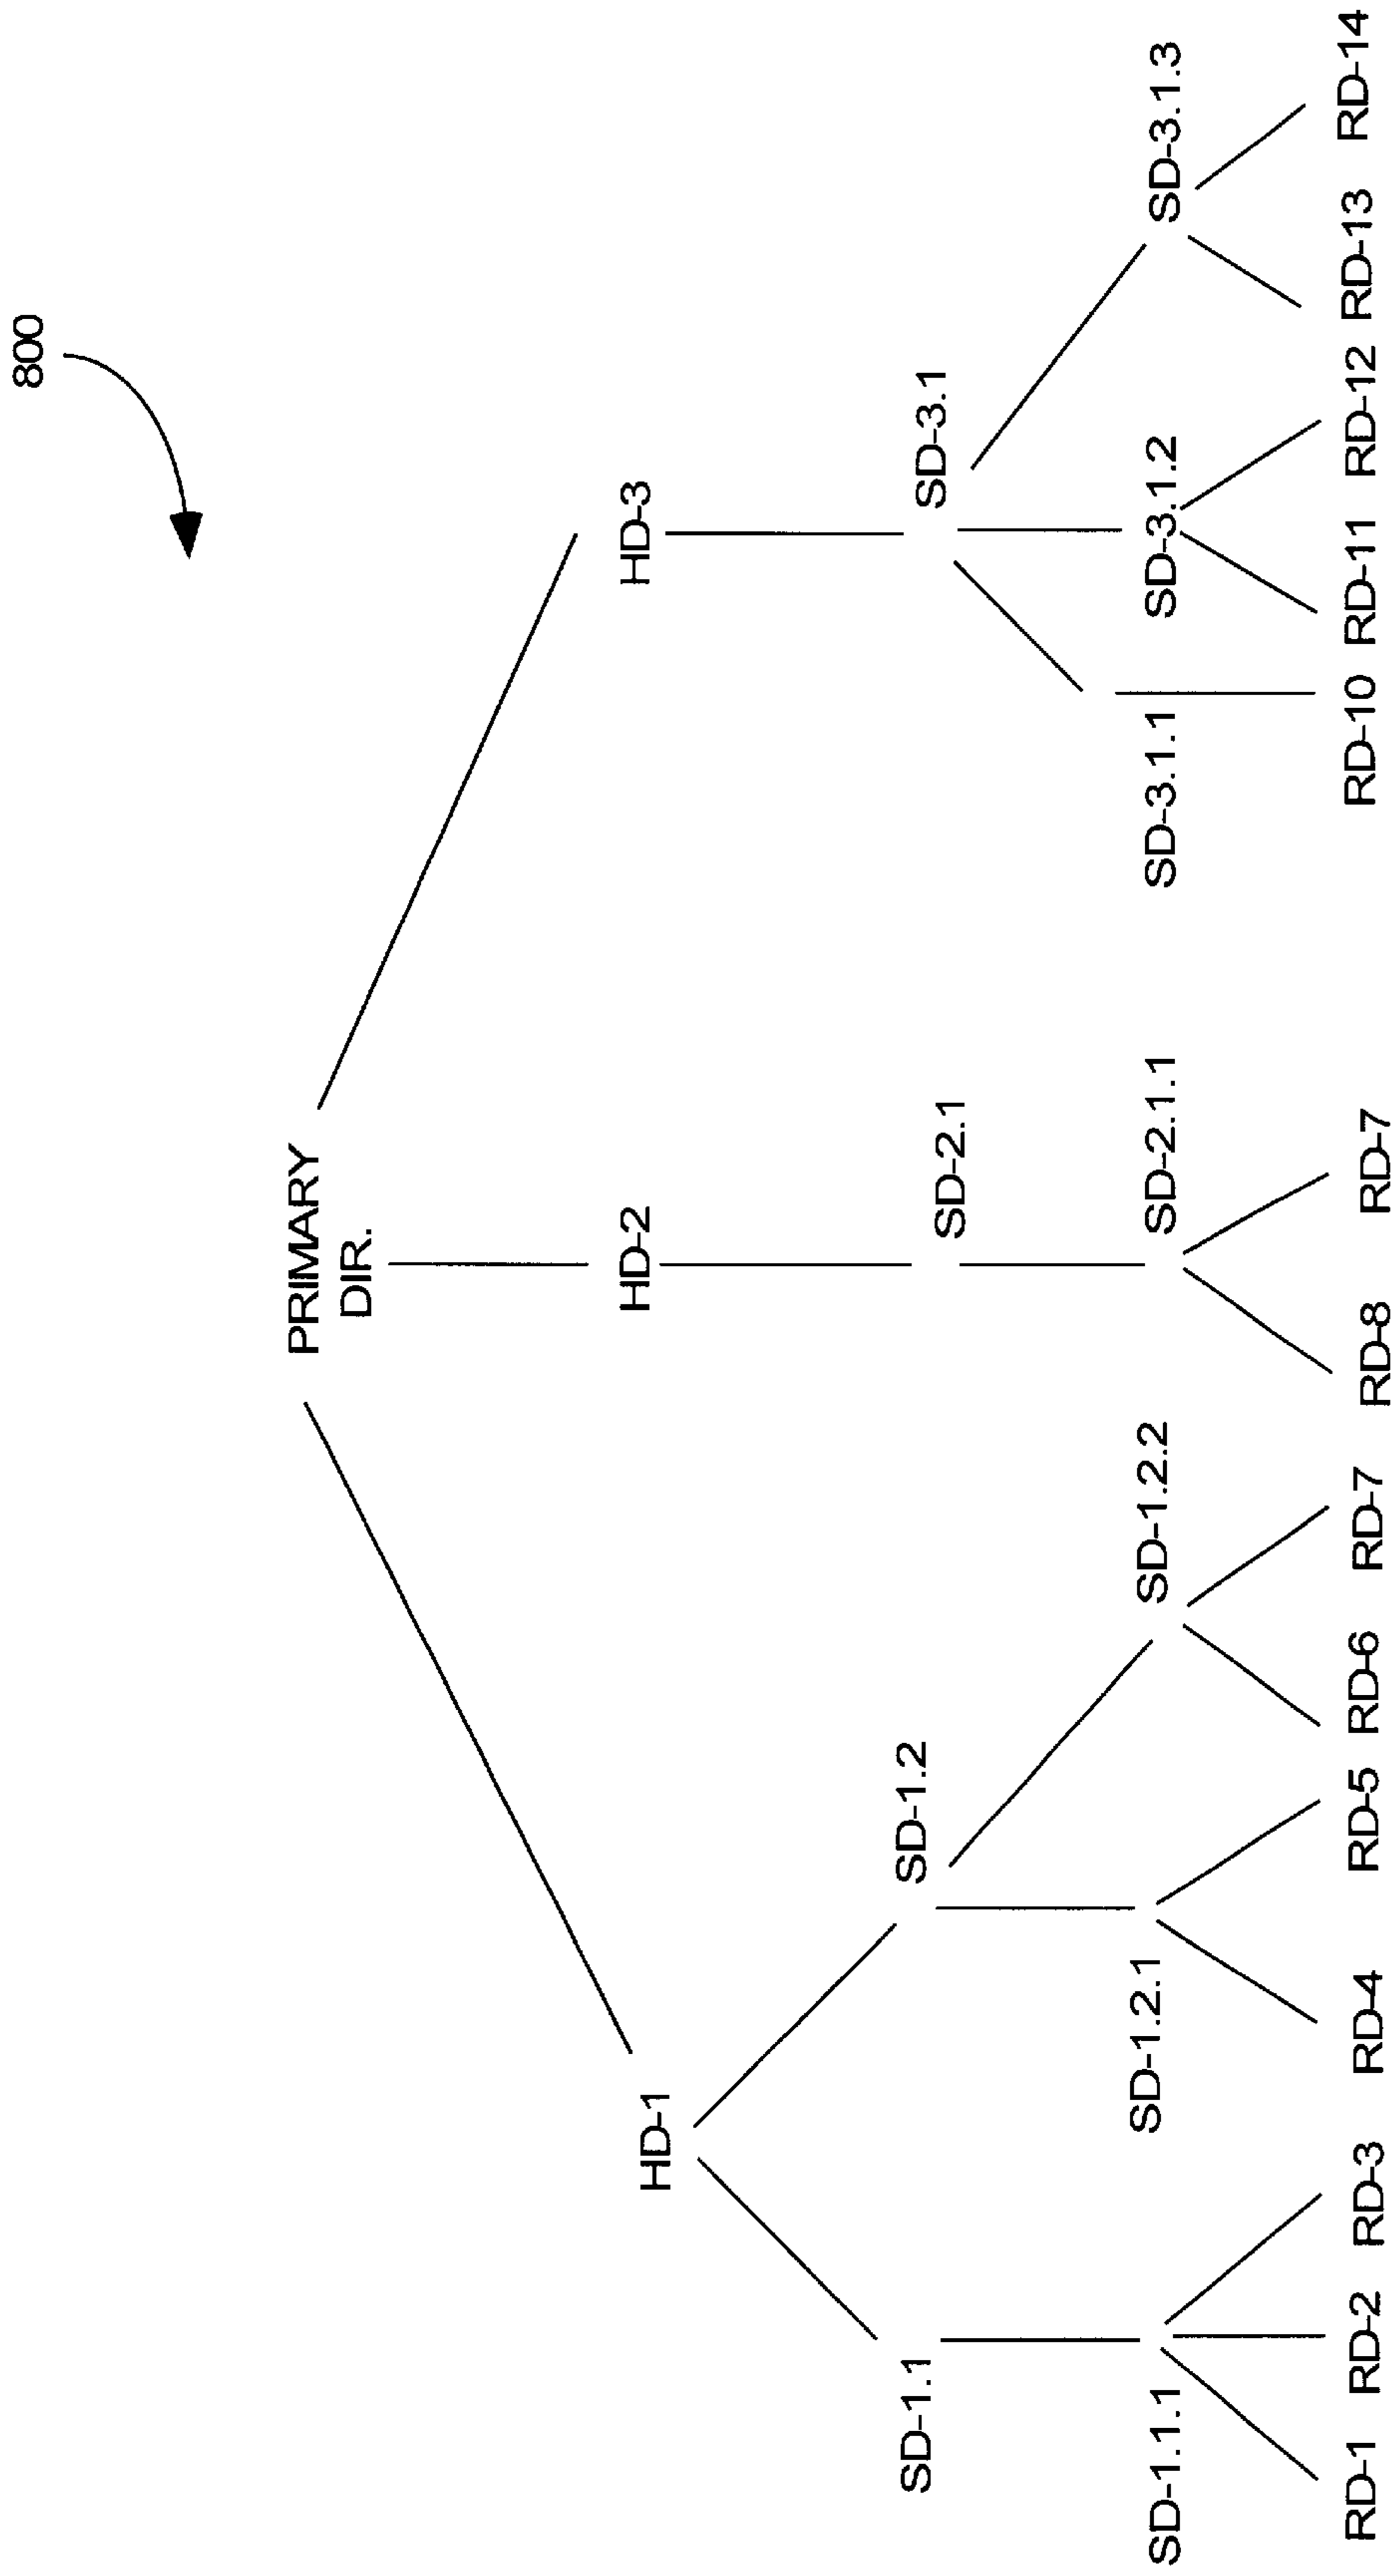 800
PRIMARY
DIR.
HD-1
HD-2
HD-3
SD-1.1
SD-1.2
SD-2.1
SD-3.1
SD-1.1.1
SD-1.2.1
SD-1.2.2
SD-2.1.1
SD-3.1.1
SD-3.1.2
SD-3.1.3
RD-1
RD-2
RD-3
RD-4
RD-5
RD-6
RD-7
RD-8
RD-7
RD-10
RD-11
RD-12
RD-13
RD-14